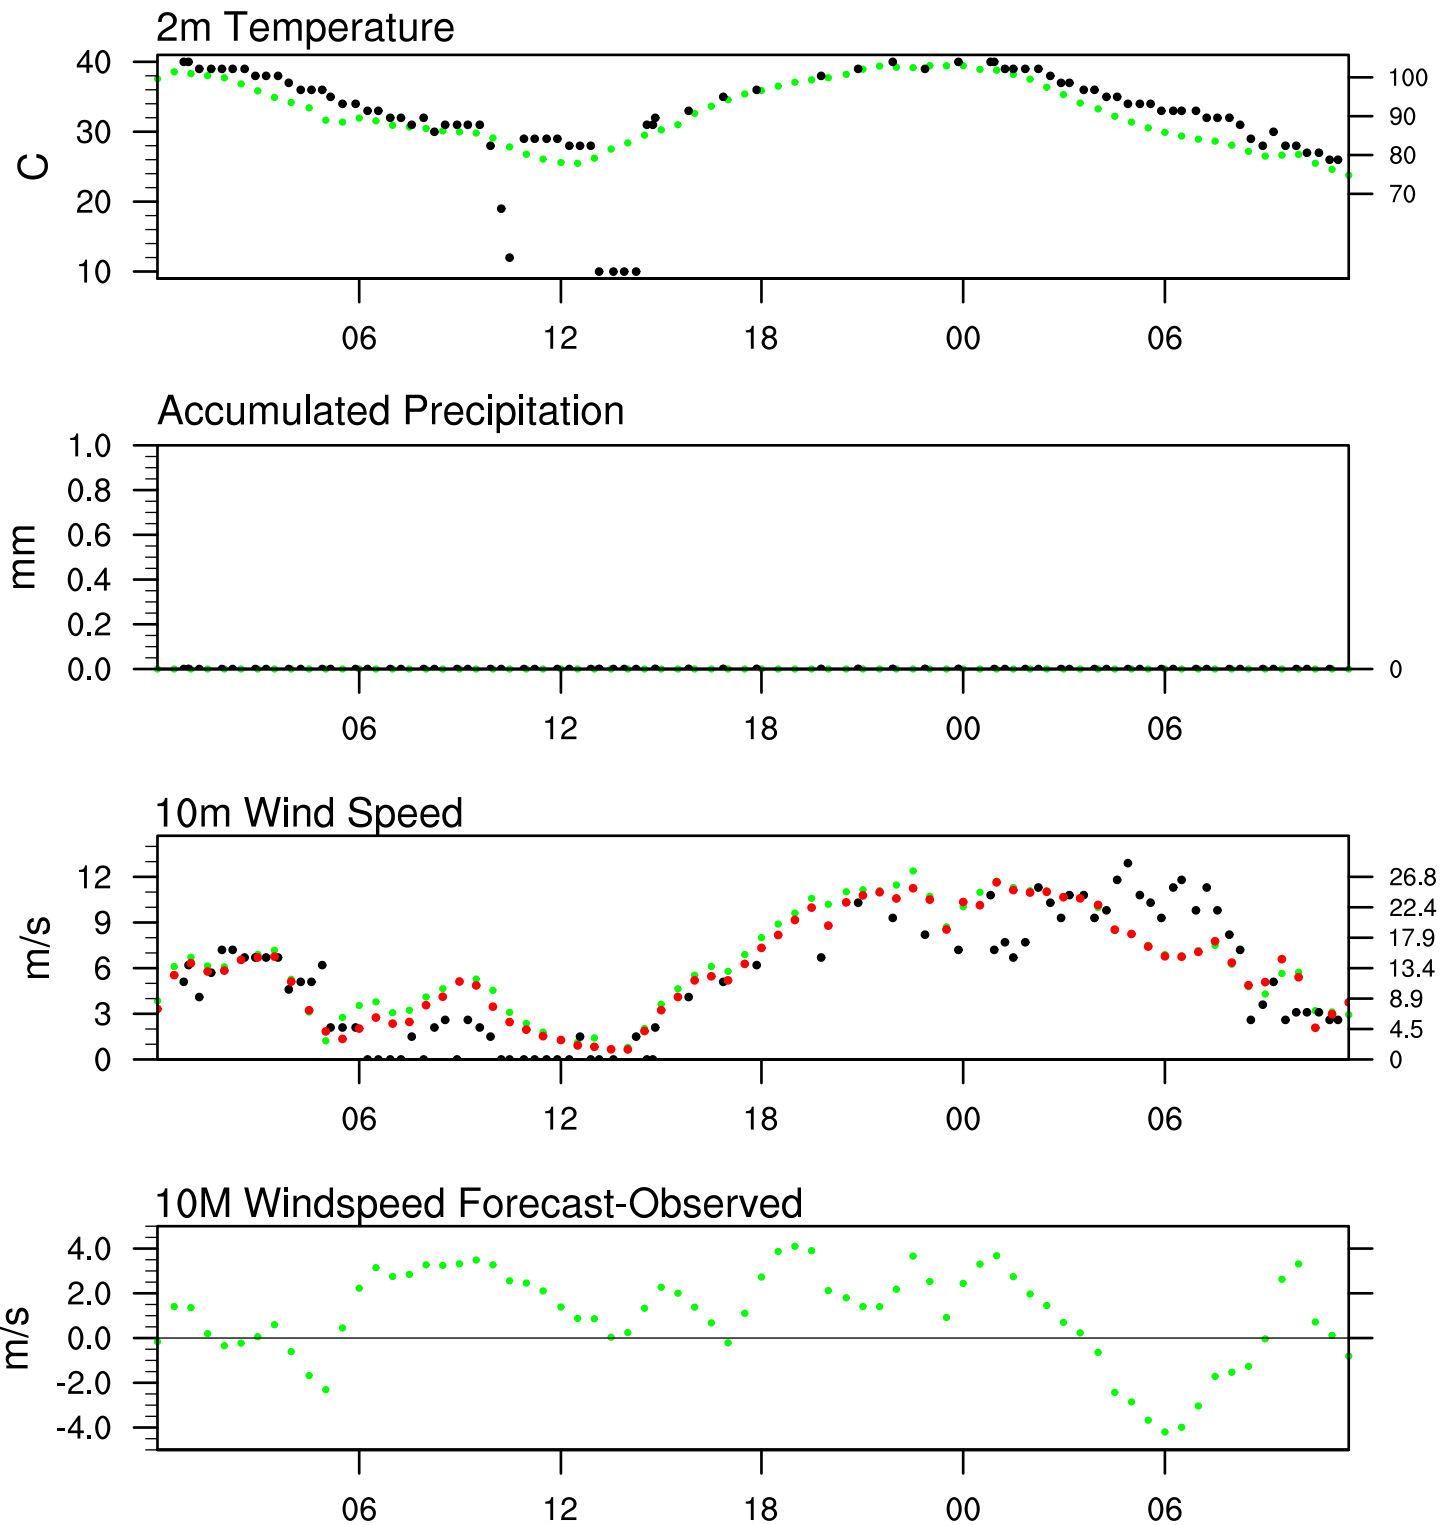 2m Temperature
40
30
20
10
C
100
90
80
70
06 12 18 00 06
Accumulated Precipitation
1.0
0.8
0.6
0.4
0.2
0.0
mm
0
06 12 18 00 06
10m Wind Speed
12
9
6
3
0
m/s
26.8
22.4
17.9
13.4
8.9
4.5
0
06 12 18 00 06
10M Windspeed Forecast-Observed
4.0
2.0
0.0
-2.0
-4.0
m/s
06 12 18 00 06